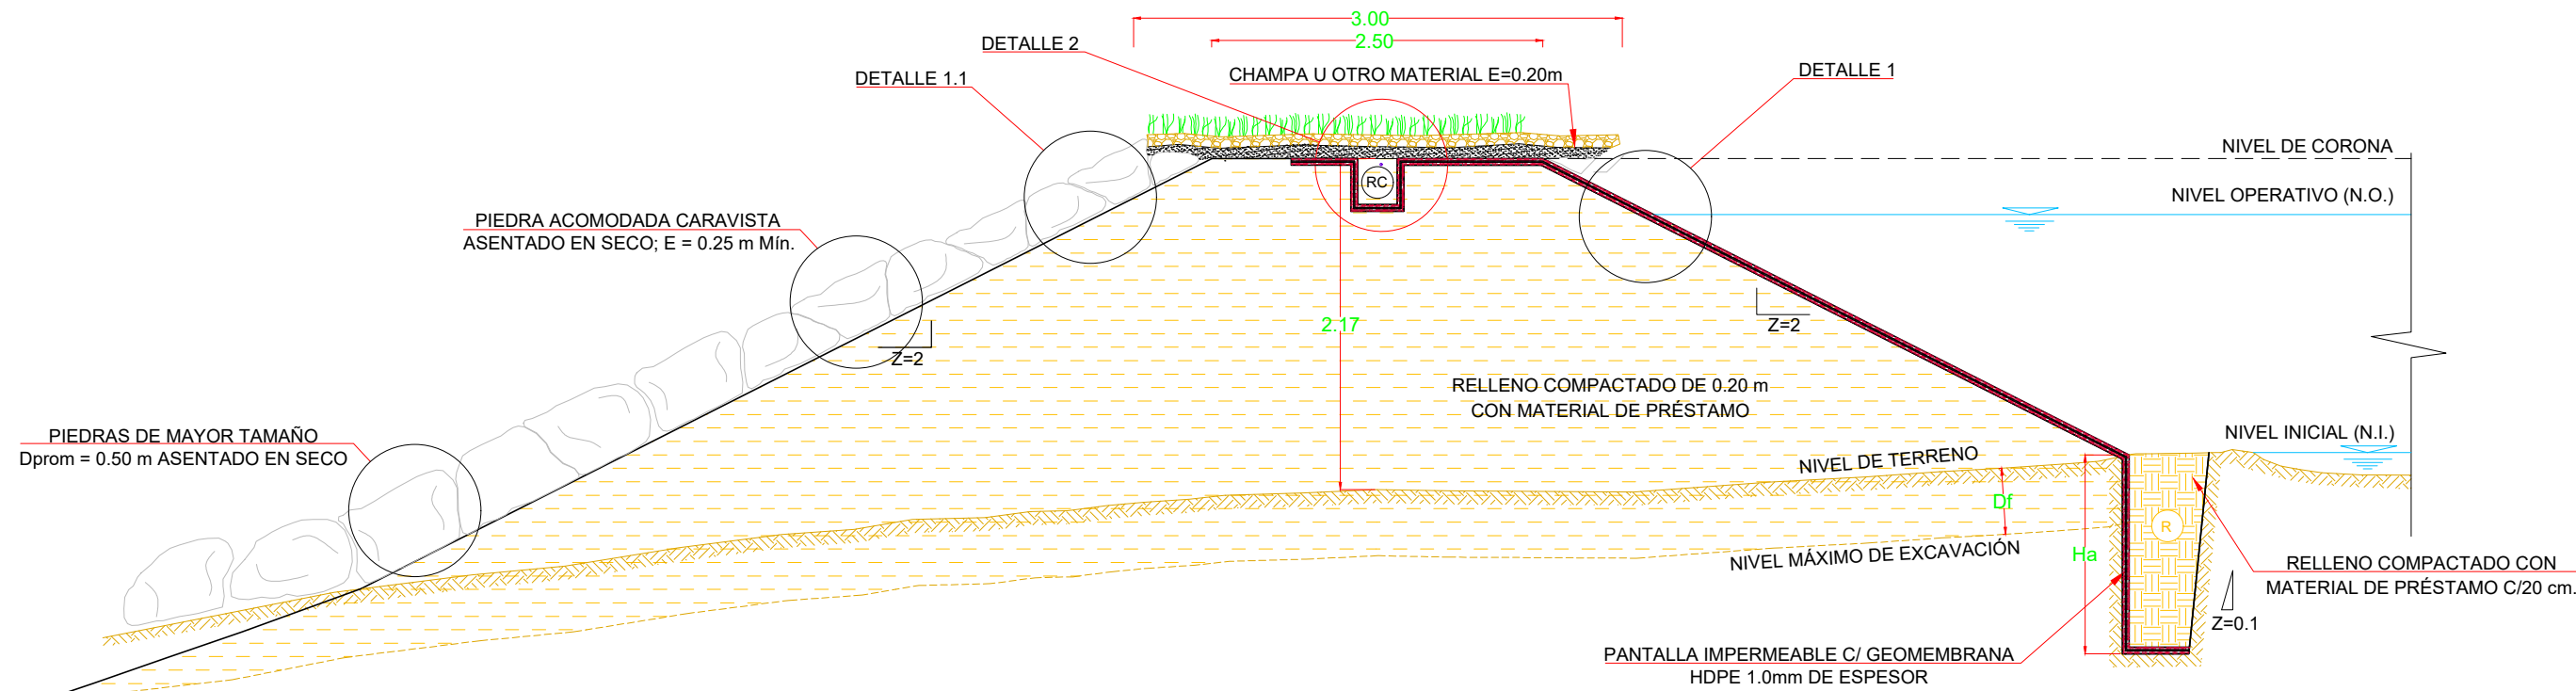 3.00
2.50
DETALLE 2
CHAMPA U OTRO MATERIAL E=0.20m
DETALLE 1
DETALLE 1.1
NIVEL DE CORONA
RC
NIVEL OPERATIVO (N.O.)
PIEDRA ACOMODADA CARAVISTA
ASENTADO EN SECO; E = 0.25 m Mín.
2.17
Z=2
Z=2
RELLENO COMPACTADO DE 0.20 m
CON MATERIAL DE PRÉSTAMO
PIEDRAS DE MAYOR TAMAÑO
Dprom = 0.50 m ASENTADO EN SECO
NIVEL INICIAL (N.I.)
NIVEL DE TERRENO
Df
R
NIVEL MÁXIMO DE EXCAVACIÓN
Ha
RELLENO COMPACTADO CON
MATERIAL DE PRÉSTAMO C/20 cm.
Z=0.1
PANTALLA IMPERMEABLE C/ GEOMEMBRANA
HDPE 1.0mm DE ESPESOR